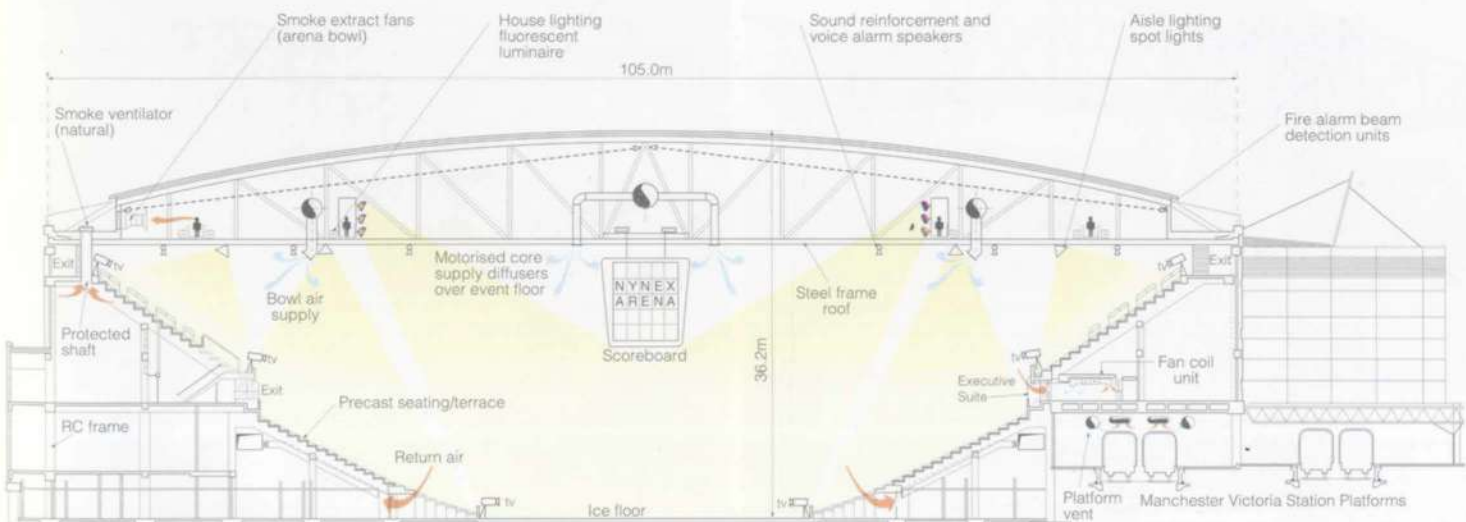 Smoke extract fans
(arena bowl)
House lighting
fluorescent
luminaire
Sound reinforcement and
voice alarm speakers
Aisle lighting
spot lights
105.0m
Smoke ventilator
(natural)
Fire alarm beam
detection units
Exit
tv
Motorised core
supply diffusers
over event floor
NYNEX
ARENA
Steel frame
roof
tv
Exit
Bowl air
supply
Protected
shaft
Scoreboard
36.2m
tv
Exit
tv
Executive
Suite
Fan coil
unit
Precast seating/terrace
RC frame
Return air
tv
Ice floor
tv
Platform
vent
Manchester Victoria Station Platforms